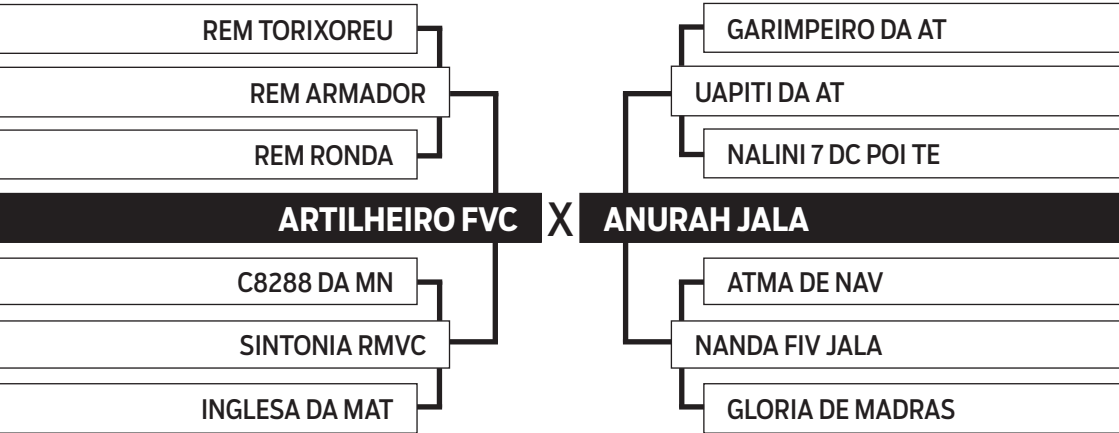 REM TORIXOREU
REM ARMADOR
REM RONDA
ARTILHEIRO FVC X ANURAH JALA
C8288 DA MN
SINTONIA RMVC
INGLESA DA MAT
GARIMPEIRO DA AT
UAPITI DA AT
NALINI 7 DC POI TE
ATMA DE NAV
NANDA FIV JALA
GLORIA DE MADRAS